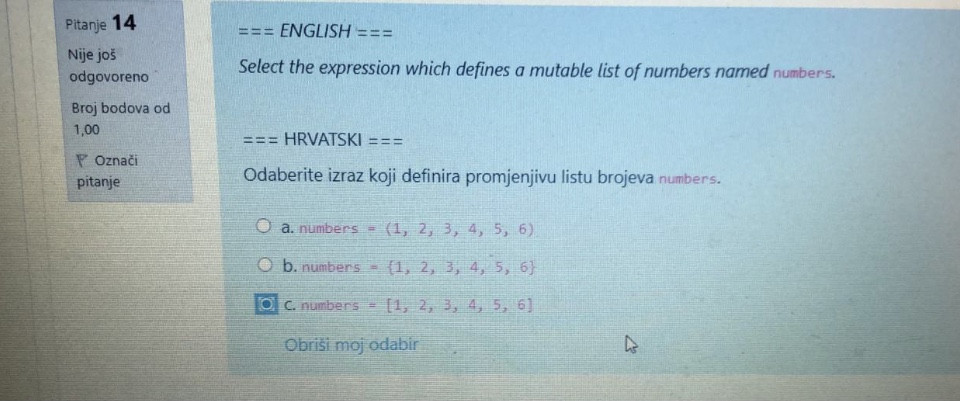 Pitanje 14
Nije još
odgovoreno
Broj bodova od
1,00
Označi
pitanje
=== ENGLISH ===
Select the expression which defines a mutable list of numbers named numbers.
=== HRVATSKI ===
Odaberite izraz koji definira promjenjivu listu brojeva numbers.
a. numbers = (1, 2, 3, 4, 5, 6)
b. numbers = {1, 2, 3, 4, 5, 6}
c. numbers = [1, 2, 3, 4, 5, 6]
Obriši moj odabir